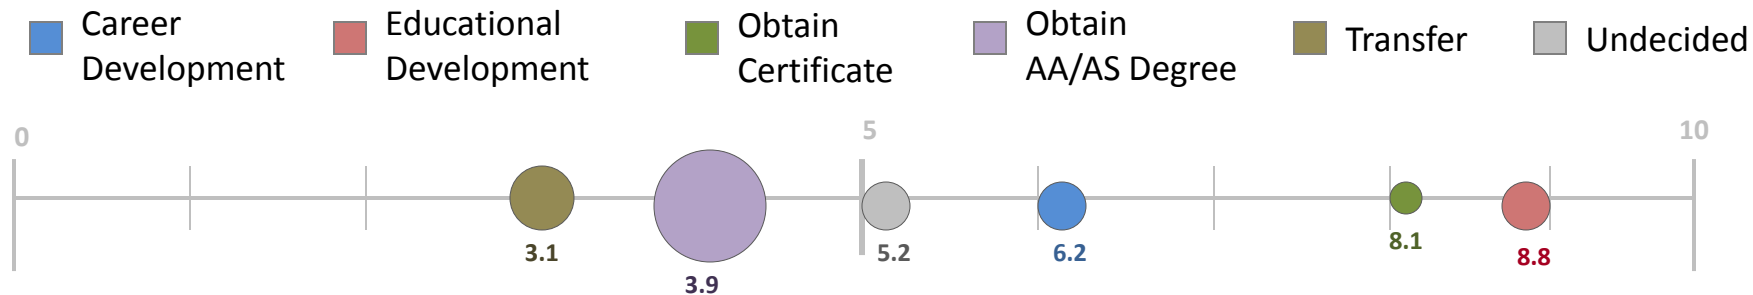 Career
Development
Educational
Development
Obtain
Certificate
Obtain
AA/AS Degree
Transfer
Undecided
0
5
10
3.1
3.9
5.2
6.2
8.1
8.8